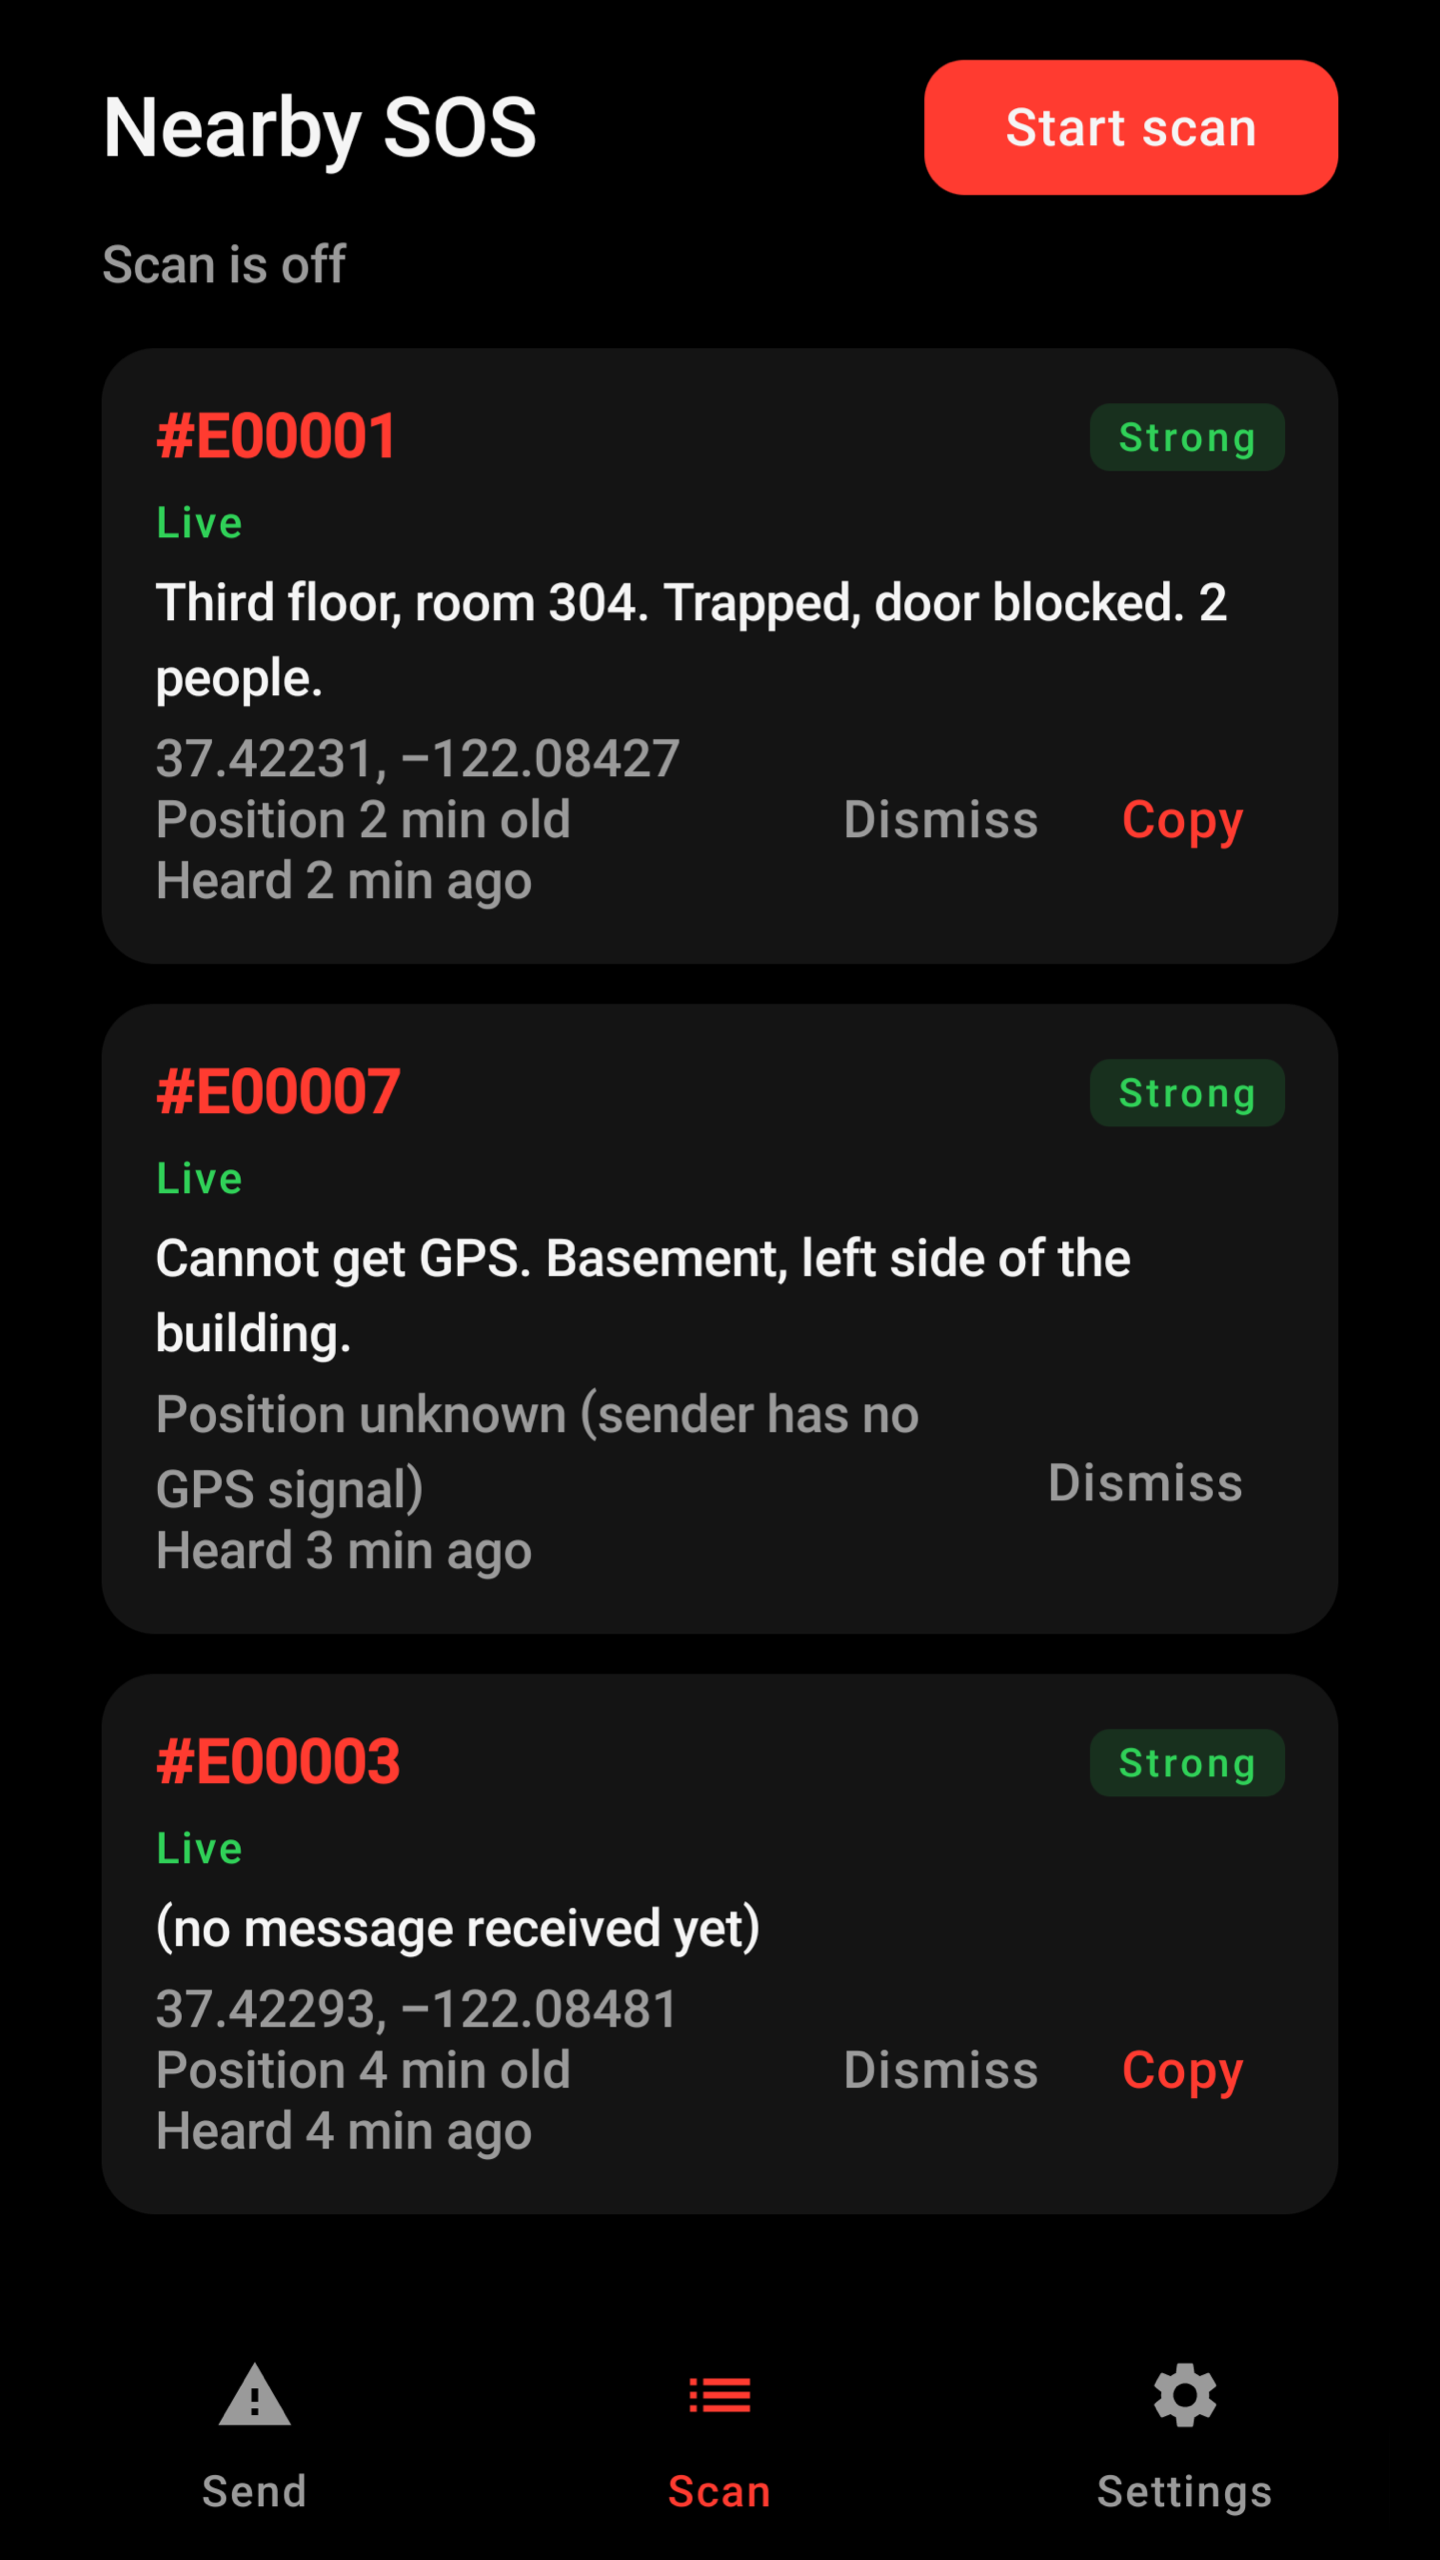 Nearby SOS
Start scan
Scan is off
#E00001
Strong
Live
Third floor, room 304. Trapped, door blocked. 2
people.
37.42231, −122.08427
Position 2 min old
Heard 2 min ago
Dismiss
Copy
#E00007
Strong
Live
Cannot get GPS. Basement, left side of the
building.
Position unknown (sender has no
GPS signal)
Heard 3 min ago
Dismiss
#E00003
Strong
Live
(no message received yet)
37.42293, −122.08481
Position 4 min old
Heard 4 min ago
Dismiss
Copy
Send
Scan
Settings